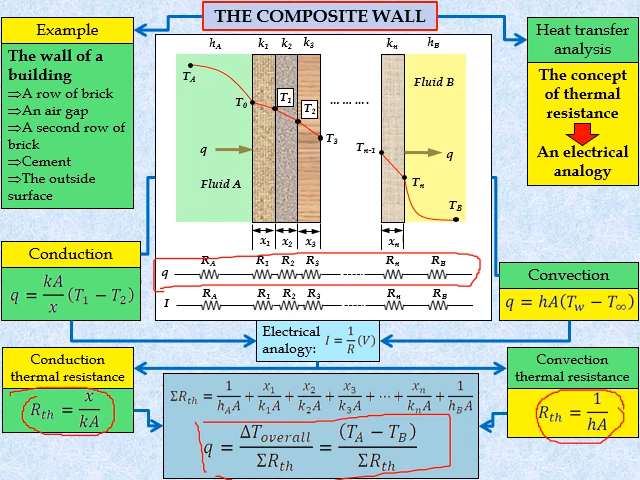 THE COMPOSITE WALL
Example
The wall of a
building
⇒A row of brick
⇒An air gap
⇒A second row of
brick
⇒Cement
⇒The outside
surface
h_A k_1 k_2 k_3 k_n h_B
T_A
T_0
T_1
T_2
T_3
..........
T_{n-1}
T_n
T_B
q
q
Fluid A
Fluid B
x_1 x_2 x_3 x_n
R_A R_1 R_2 R_3 R_n R_B
q
R_A R_1 R_2 R_3 R_n R_B
I
Heat transfer
analysis
The concept
of thermal
resistance
An electrical
analogy
Conduction
q = kA/x (T_1 − T_2)
Convection
q = hA(T_w − T_∞)
Electrical
analogy: I = 1/R (V)
Conduction
thermal resistance
R_th = x/kA
Convection
thermal resistance
R_th = 1/hA
ΣR_th = 1/h_A A + x_1/k_1 A + x_2/k_2 A + x_3/k_3 A + ⋯ + x_n/k_n A + 1/h_B A
q = ΔT_overall/ΣR_th = (T_A − T_B)/ΣR_th